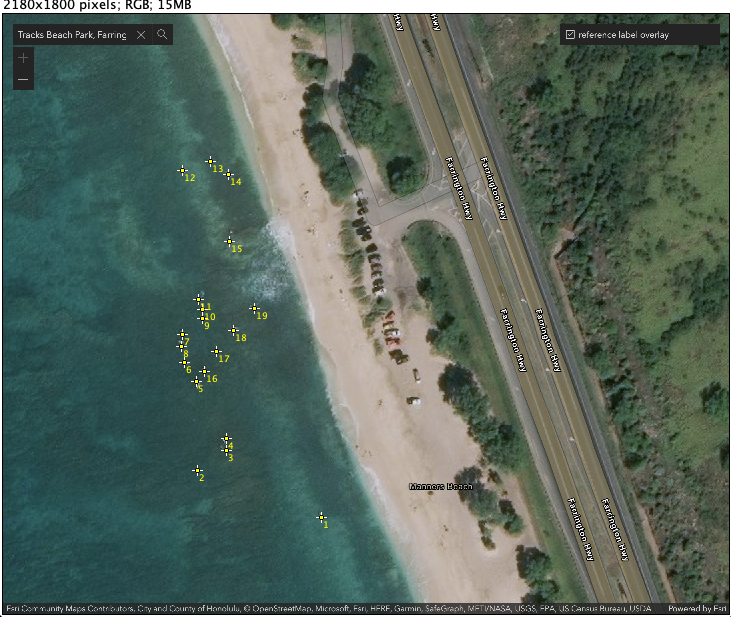 2180x1800 pixels; RGB; 15MB
Tracks Beach Park, Farring
reference label overlay
Farrington Hwy
Farrington Hwy
13
12
14
15
11
10
19
9
18
7
8
17
6
16
5
4
3
2
1
Hwy
Hwy
Farrington Hwy
Farrington Hwy
Manners Beach
Farrington Hwy
Farrington Hwy
Esri Community Maps Contributors, City and County of Honolulu, © OpenStreetMap, Microsoft, Esri, HERE, Garmin, SafeGraph, METI/NASA, USGS, EPA, US Census Bureau, USDA
Powered by Esri